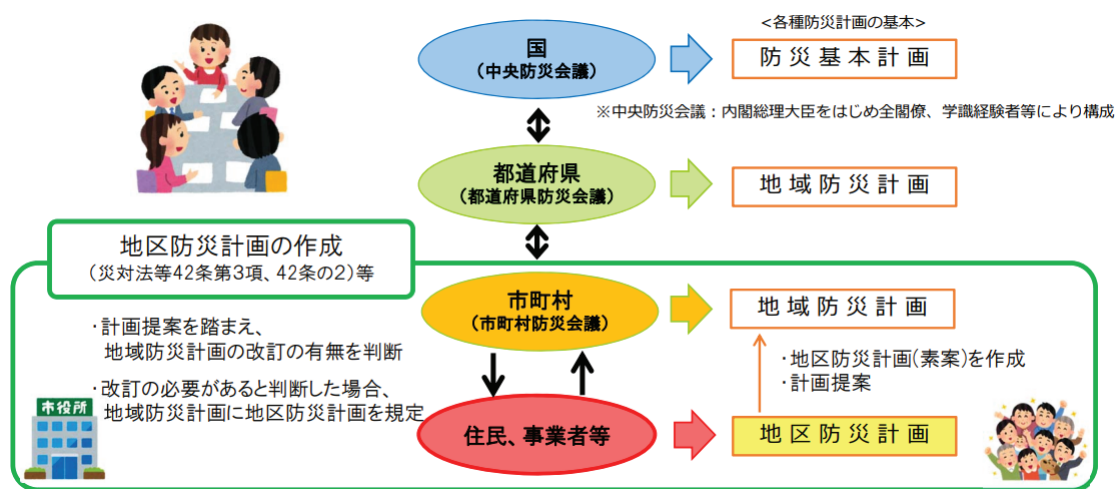 <各種防災計画の基本>
国
(中央防災会議)
防災基本計画
※中央防災会議：内閣総理大臣をはじめ全閣僚、学識経験者等により構成
都道府県
(都道府県防災会議)
地域防災計画
地区防災計画の作成
(災対法等42条第3項、42条の2)等
市町村
(市町村防災会議)
地域防災計画
・計画提案を踏まえ、
地域防災計画の改訂の有無を判断
・改訂の必要があると判断した場合、
地域防災計画に地区防災計画を規定
・地区防災計画(素案)を作成
・計画提案
市役所
住民、事業者等
地区防災計画